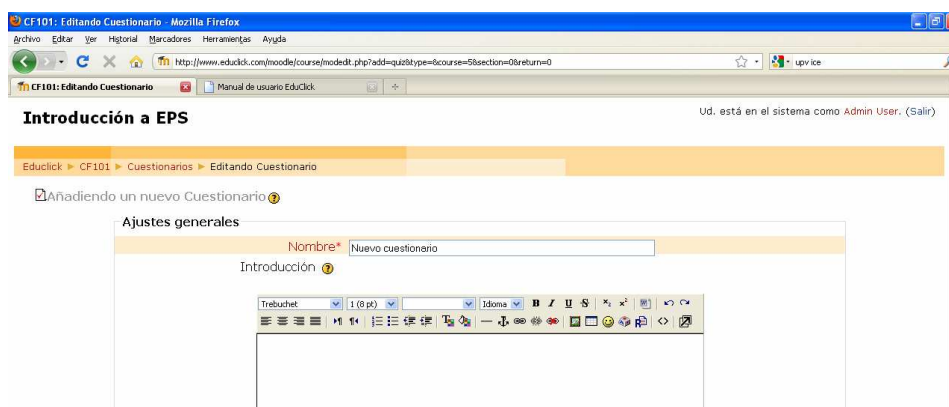 CF101: Editando Cuestionario - Mozilla Firefox
Archivo Editar Ver Historial Marcadores Herramientas Ayuda
http://www.educlick.com/moodle/course/modedit.php?add=quiz&type=&course=5&section=0&return=0 upv ice
CF101: Editando Cuestionario Manual de usuario EduClick
Introducción a EPS
Ud. está en el sistema como Admin User. (Salir)
Educlick ► CF101 ► Cuestionarios ► Editando Cuestionario
Añadiendo un nuevo Cuestionario
Ajustes generales
Nombre* Nuevo cuestionario
Introducción
Trebuchet 1 (8 pt) Idioma B I U S x₂ x²